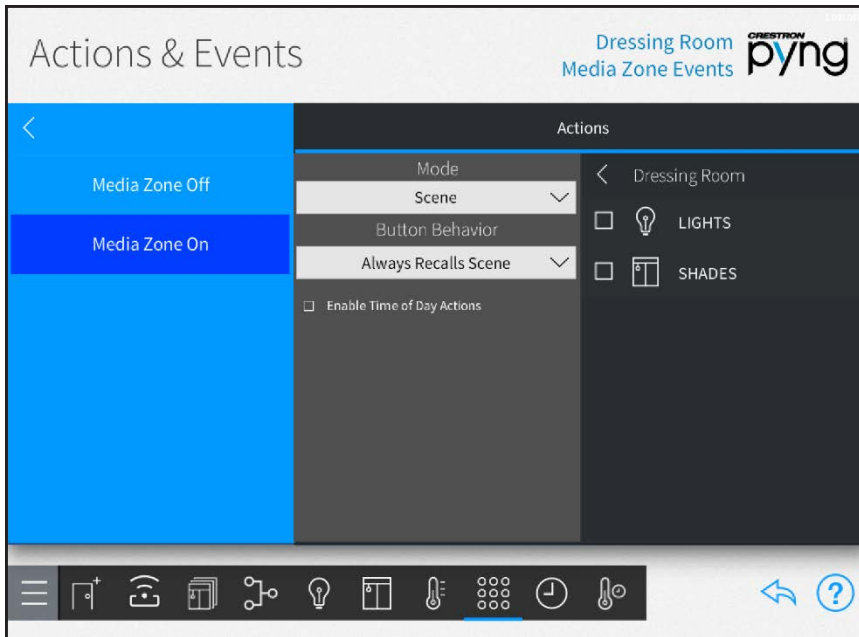 Actions & Events
Dressing Room
Media Zone Events
CRESTRON
pyng
Actions
Media Zone Off
Media Zone On
Mode
Scene
Button Behavior
Always Recalls Scene
Enable Time of Day Actions
Dressing Room
LIGHTS
SHADES
?